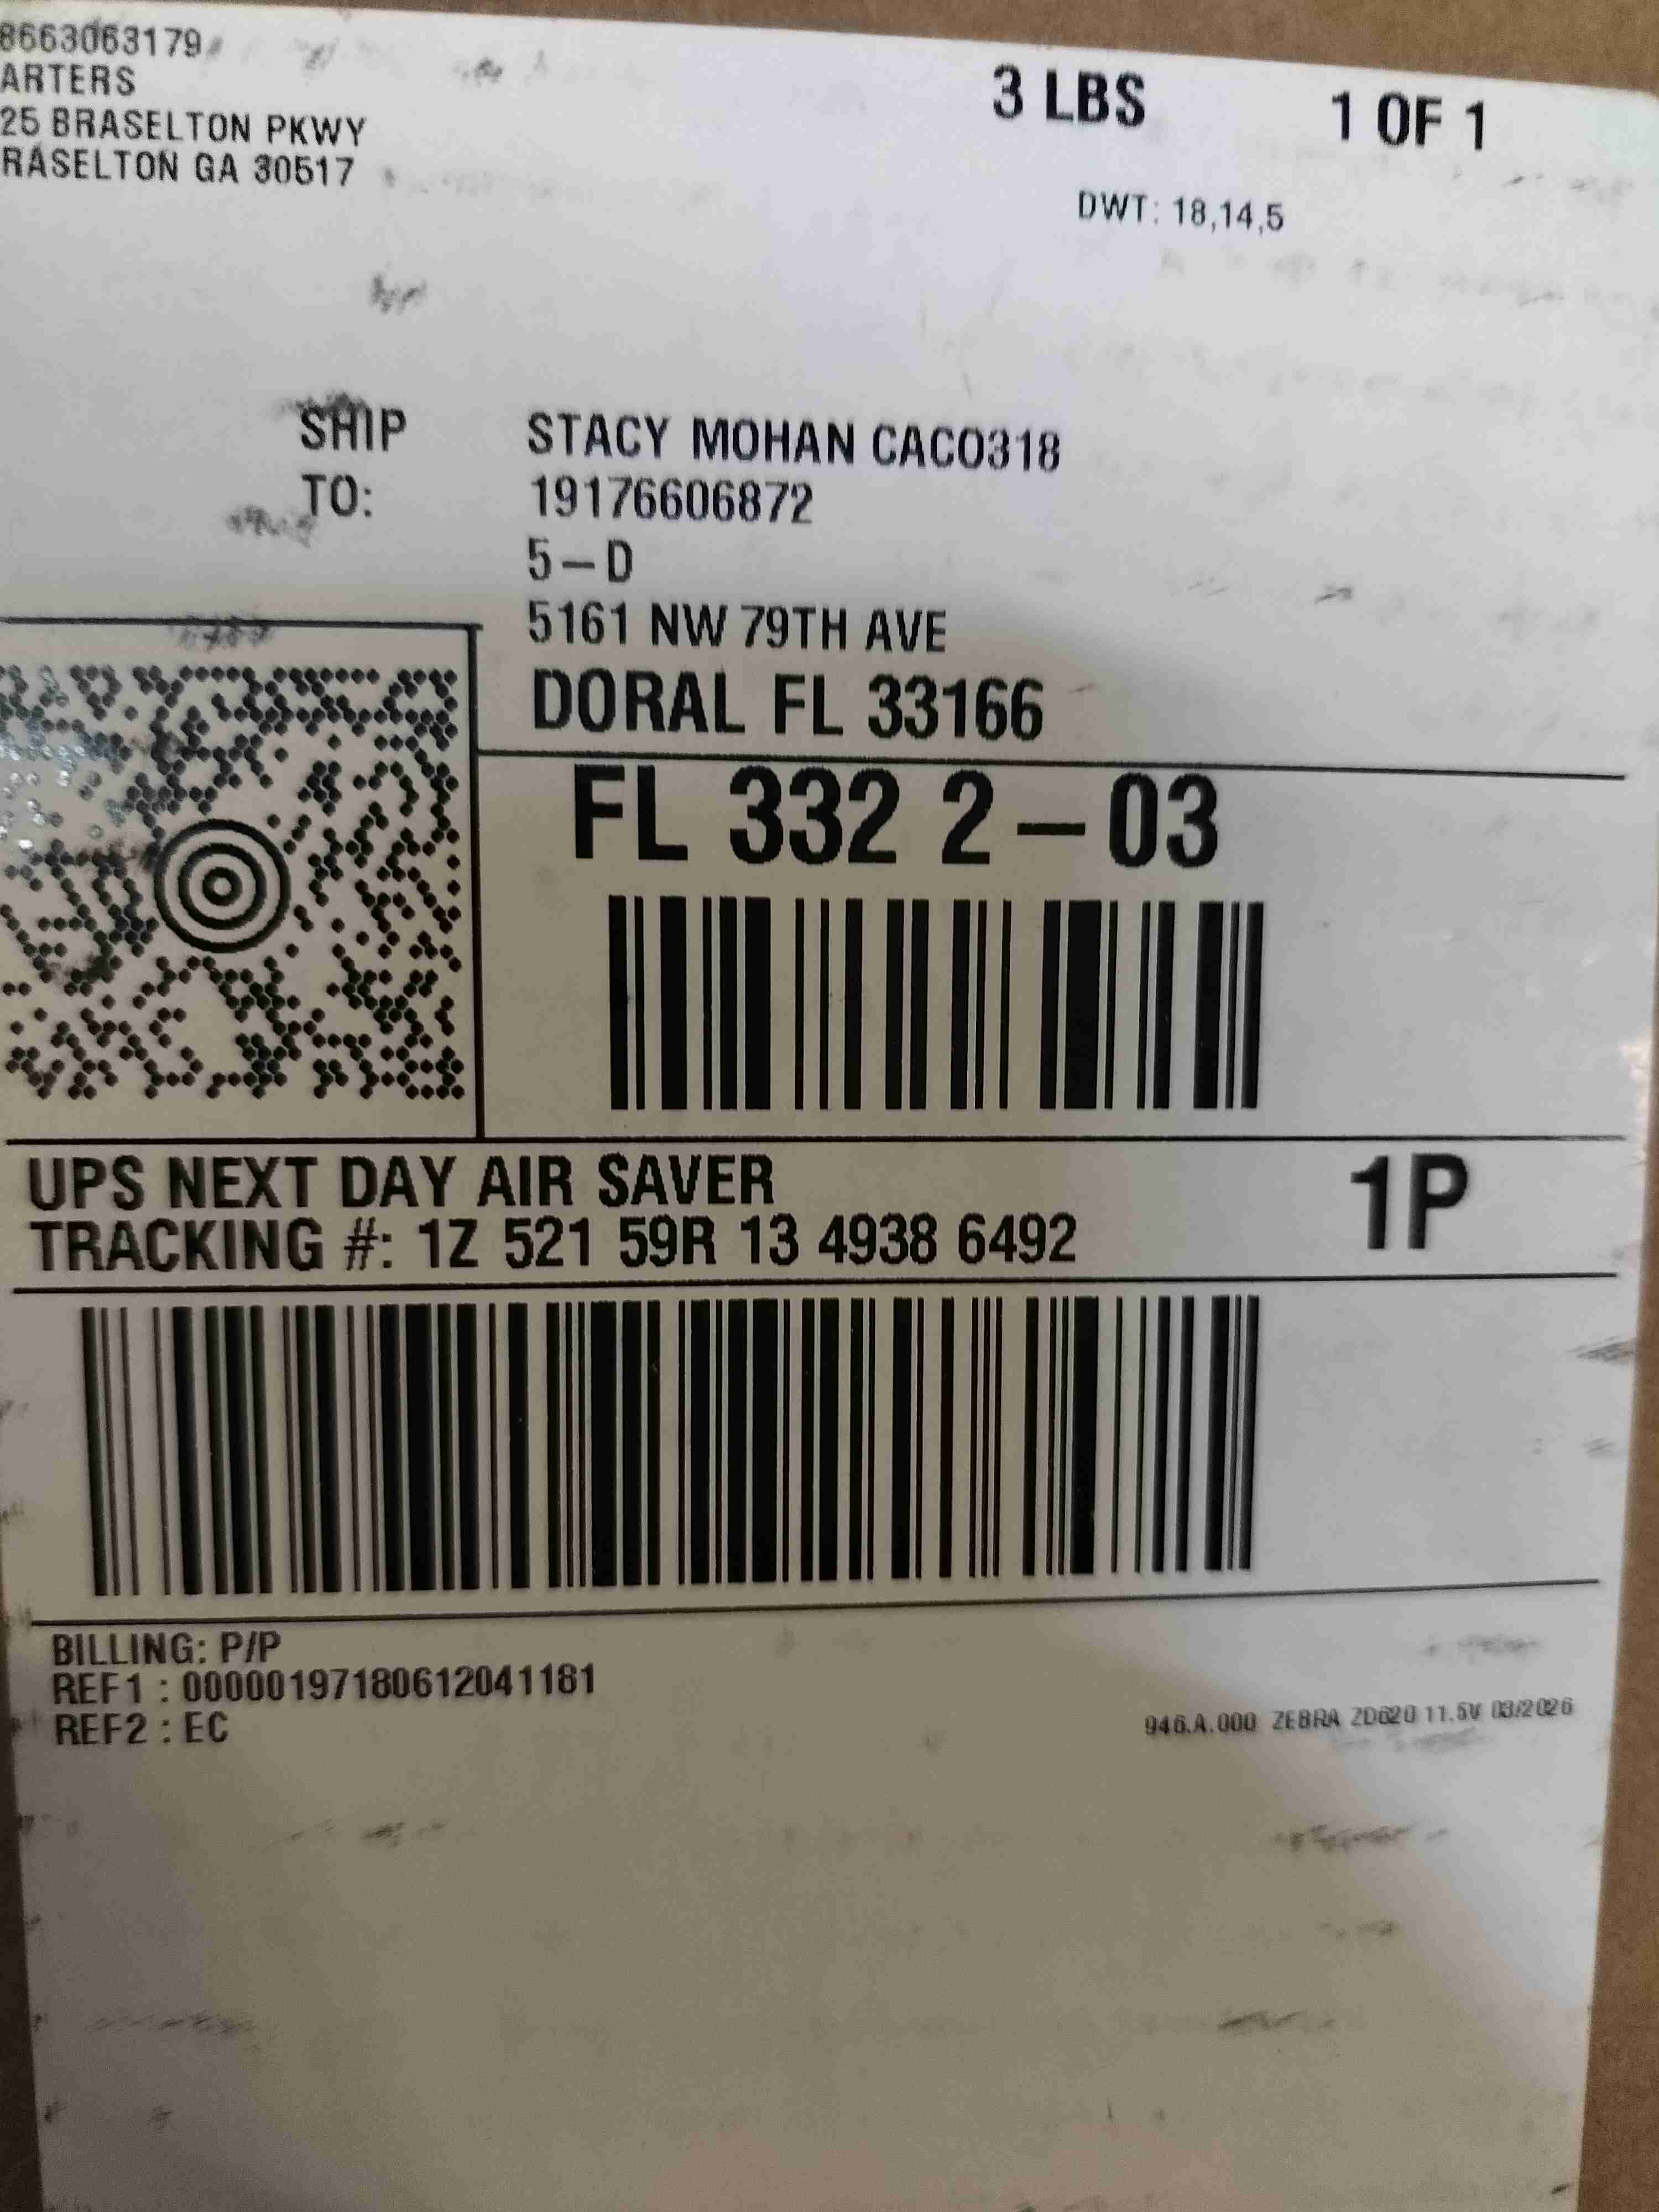 8663063179
ARTERS
25 BRASELTON PKWY
RASELTON GA 30517
3 LBS
1 OF 1
DWT: 18,14,5
SHIP TO:
STACY MOHAN CACO318
19176606872
5 – D
5161 NW 79TH AVE
DORAL FL 33166
FL 332 2 – 03
UPS NEXT DAY AIR SAVER
TRACKING #: 1Z 521 59R 13 4938 6492
1P
BILLING: P/P
REF1 : 00000197180612041181
REF2 : EC
946.A.000 ZEBRA ZD620 11.5V 03/2026